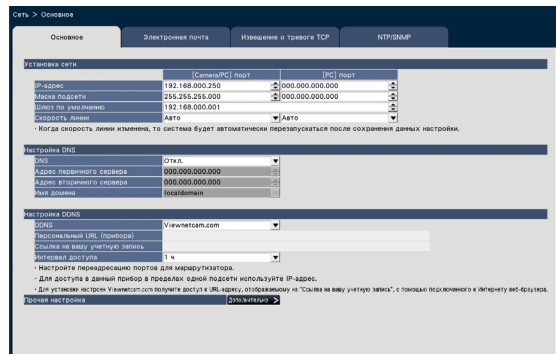 Сеть > Основное
Основное Электронная почта Извещение о тревоге TCP NTP/SNMP
Установка сети
[Camera/PC] порт [PC] порт
IP-адрес 192.168.000.250 000.000.000.000
Маска подсети 255.255.255.000 000.000.000.000
Шлюз по умолчанию 192.168.000.001
Скорость линии Авто Авто
· Когда скорость линии изменена, то система будет автоматически перезапускаться после сохранения данных настройки.
Настройка DNS
DNS Откл.
Адрес первичного сервера 000.000.000.000
Адрес вторичного сервера 000.000.000.000
Имя домена localdomain
Настройка DDNS
DDNS Viewnetcam.com
Персональный URL (прибора)
Ссылка на вашу учетную запись
Интервал доступа 1 ч
· Настройте переадресацию портов для маршрутизатора.
· Для доступа в данный прибор в пределах одной подсети используйте IP-адрес.
· Для установки настроек Viewnetcam.com получите доступ к URL-адресу, отображаемому на "Ссылка на вашу учетную запись", с помощью подключенного к Интернету веб-браузера.
Прочая настройка Дополнительно >